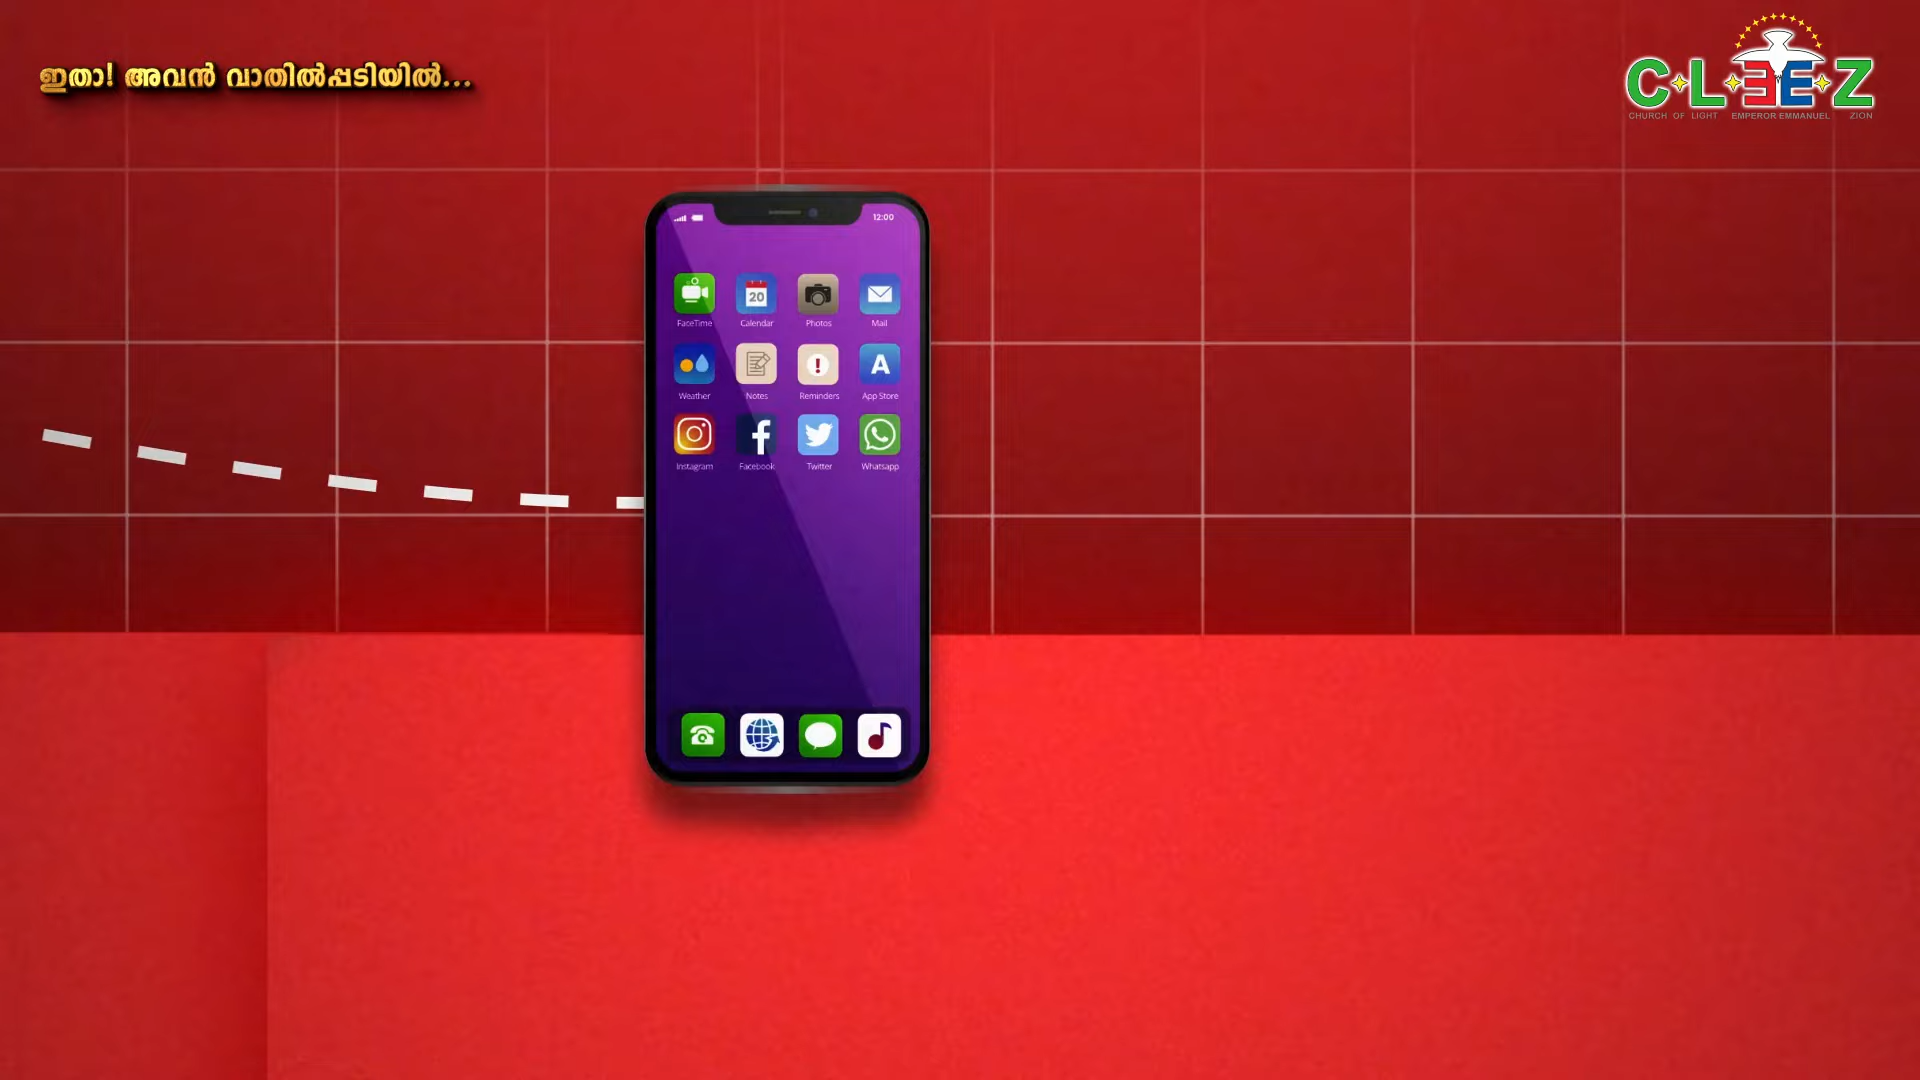 ഇതാ! അവൻ വാതിൽപ്പടിയിൽ...
C L E E Z
CHURCH OF LIGHT EMPEROR EMMANUEL ZION
12:00
20
FaceTime Calendar Photos Mail
A
Weather Notes Reminders App Store
Instagram Facebook Twitter Whatsapp